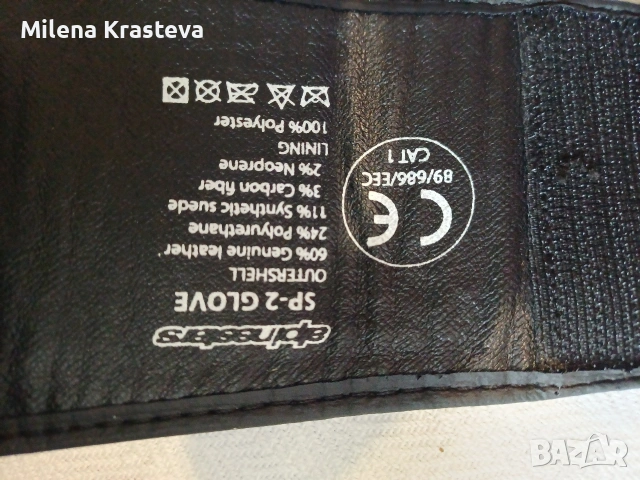 Milena Krasteva
alpinestars
SP-2 GLOVE
OUTERSHELL
60% Genuine leather
24% Polyurethane
11% Synthetic suede
3% Carbon fiber
2% Neoprene
LINING
100% Polyester
CE
89/686/EEC
CAT 1
BAZAR